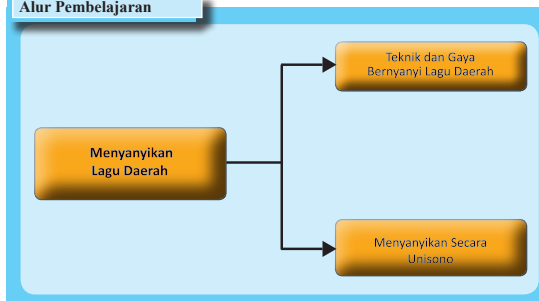 Alur Pembelajaran
Teknik dan Gaya
Bernyanyi Lagu Daerah
Menyanyikan
Lagu Daerah
Menyanyikan Secara
Unisono